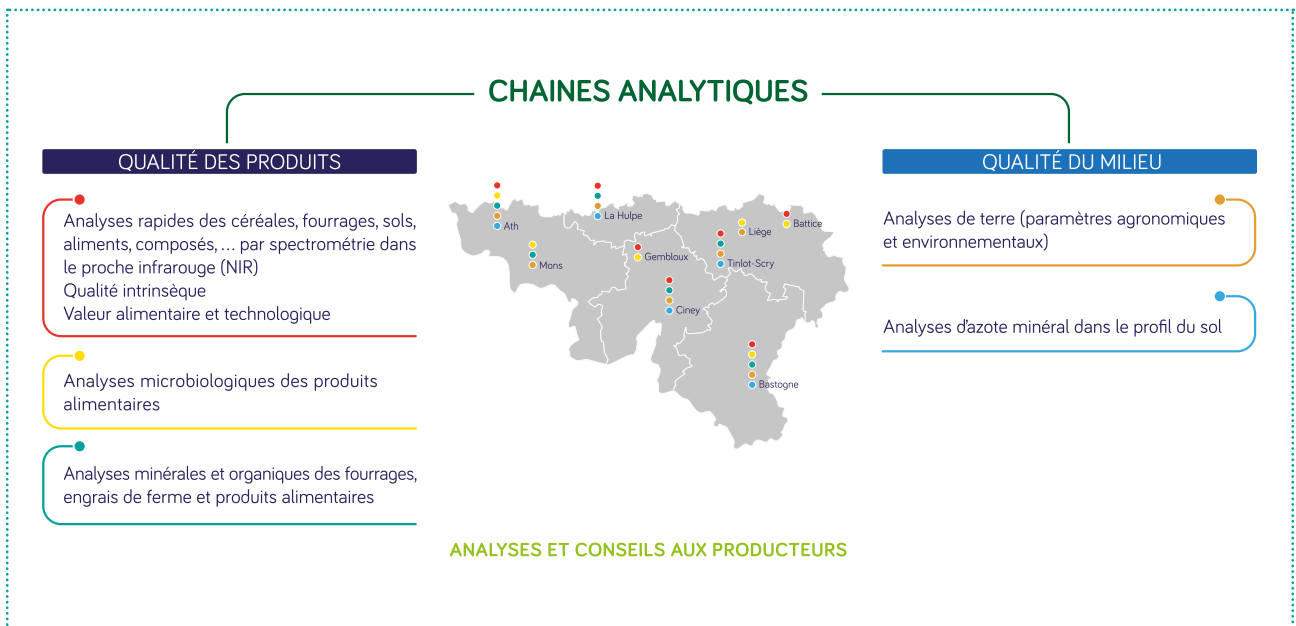 CHAINES ANALYTIQUES
QUALITÉ DES PRODUITS
Analyses rapides des céréales, fourrages, sols,
aliments, composés, ... par spectrométrie dans
le proche infrarouge (NIR)
Qualité intrinsèque
Valeur alimentaire et technologique
Analyses microbiologiques des produits
alimentaires
Analyses minérales et organiques des fourrages,
engrais de ferme et produits alimentaires
Ath
La Hulpe
Mons
Gembloux
Liège
Battice
Tinlot-Scry
Ciney
Bastogne
QUALITÉ DU MILIEU
Analyses de terre (paramètres agronomiques
et environnementaux)
Analyses d'azote minéral dans le profil du sol
ANALYSES ET CONSEILS AUX PRODUCTEURS